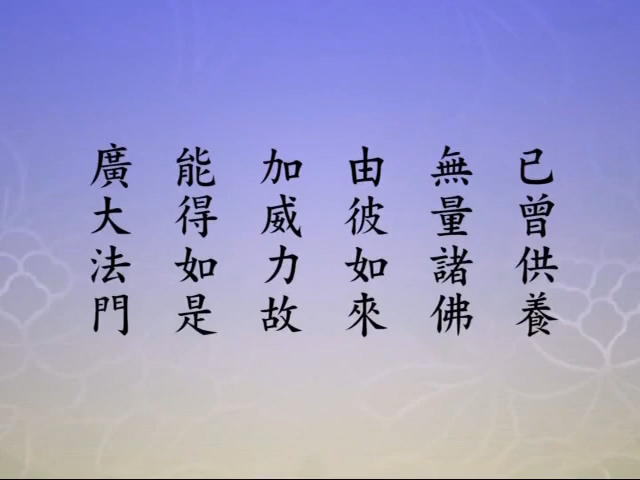 已曾供養
無量諸佛
由彼如來
加威力故
能得如是
廣大法門